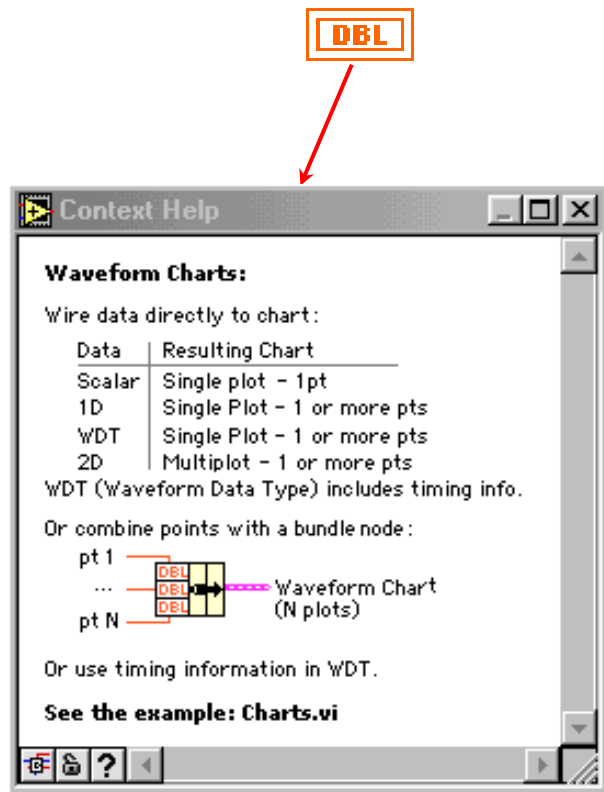 DBL
Context Help
Waveform Charts:
Wire data directly to chart:
Data Resulting Chart
Scalar Single plot - 1pt
1D Single Plot - 1 or more pts
WDT Single Plot - 1 or more pts
2D Multiplot - 1 or more pts
WDT (Waveform Data Type) includes timing info.
Or combine points with a bundle node:
pt 1
DBL
... DBL Waveform Chart
DBL (N plots)
pt N
Or use timing information in WDT.
See the example: Charts.vi
?